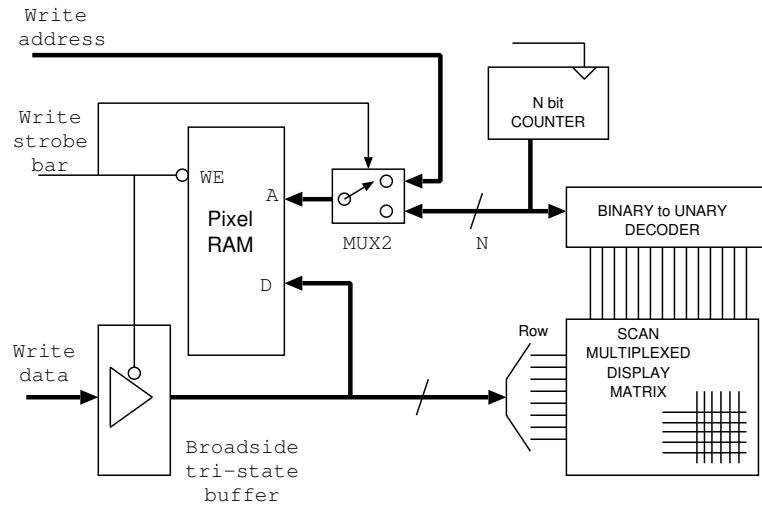 Write
address
N bit
COUNTER
Write
strobe
bar
WE
A
Pixel
RAM
MUX2
N
BINARY to UNARY
DECODER
D
Row
SCAN
MULTIPLEXED
DISPLAY
MATRIX
Write
data
Broadside
tri-state
buffer